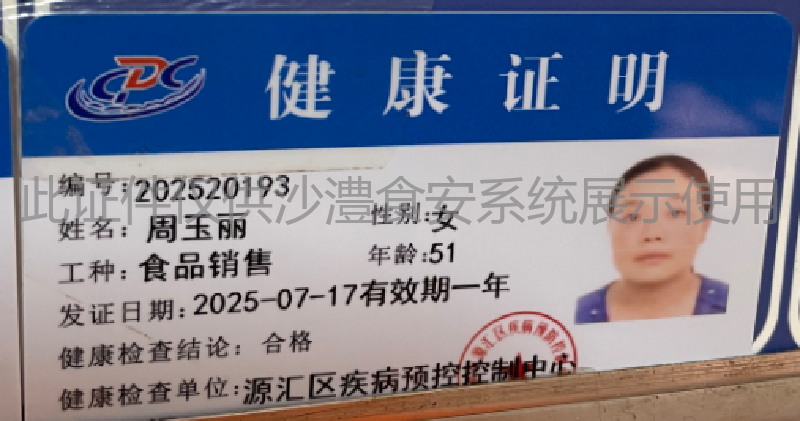 CDC 健康证明
编号:202520193
此证件仅供沙澧食安系统展示使用
姓名: 周玉丽 性别:女
工种: 食品销售 年龄:51
发证日期: 2025-07-17有效期一年
健康检查结论: 合格
健康检查单位:源汇区疾病预控控制中心